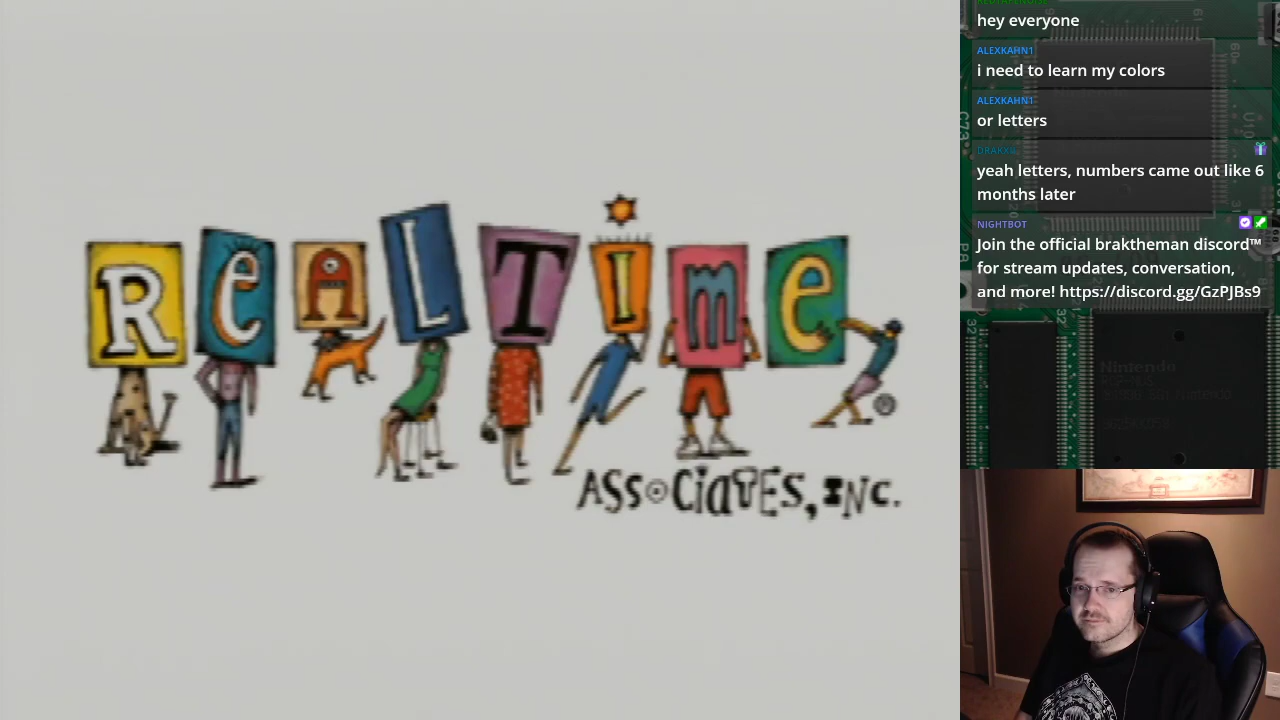 REALTIME
ASSOCIATES, INC.
hey everyone
ALEXKAHN1
i need to learn my colors
ALEXKAHN1
or letters
yeah letters, numbers came out like 6
months later
NIGHTBOT
Join the official braktheman discord™
for stream updates, conversation,
and more! https://discord.gg/GzPJBs9
Nintendo